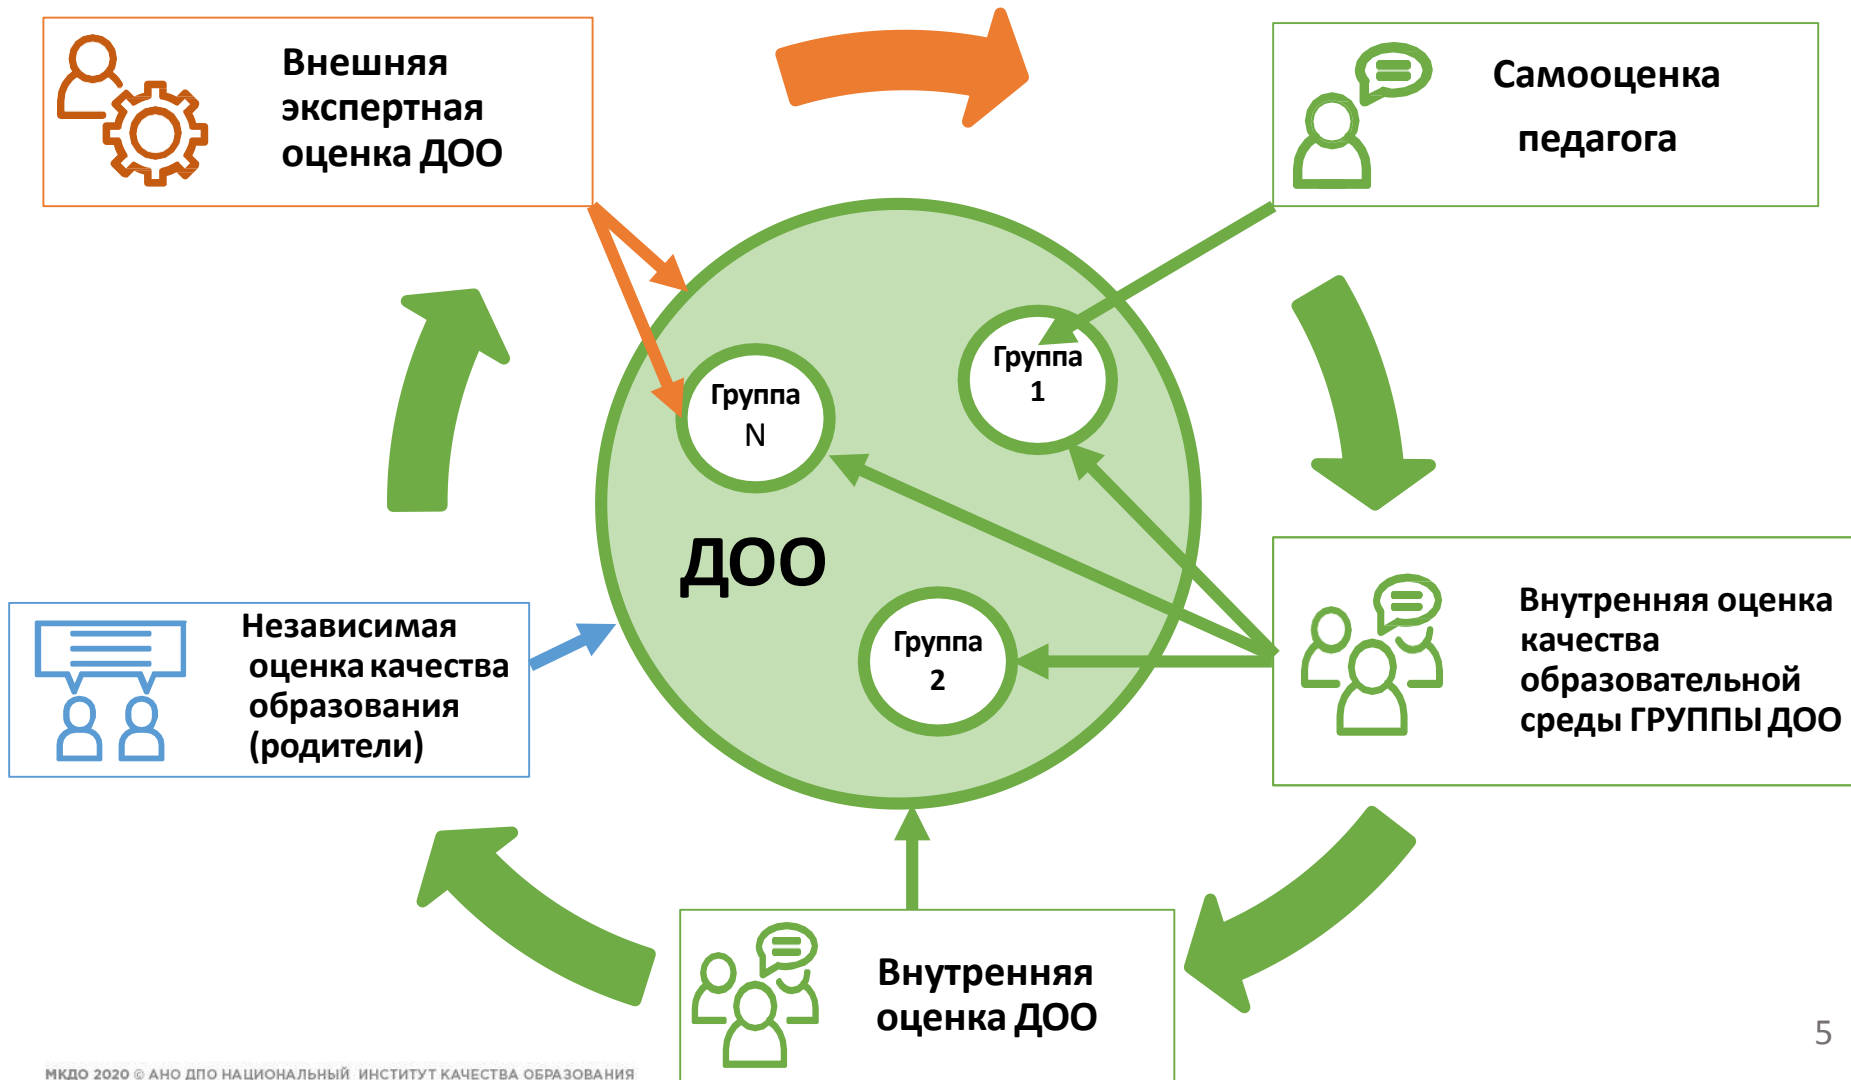 Внешняя
экспертная
оценка ДОО
Самооценка
педагога
Группа
1
Группа
N
ДОО
Группа
2
Независимая
оценка качества
образования
(родители)
Внутренняя оценка
качества
образовательной
среды ГРУППЫ ДОО
Внутренняя
оценка ДОО
5
МКДО 2020 © АНО ДПО НАЦИОНАЛЬНЫЙ ИНСТИТУТ КАЧЕСТВА ОБРАЗОВАНИЯ